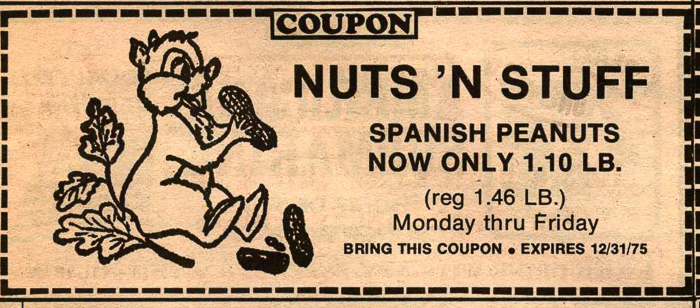 COUPON
NUTS 'N STUFF
SPANISH PEANUTS
NOW ONLY 1.10 LB.
(reg 1.46 LB.)
Monday thru Friday
BRING THIS COUPON • EXPIRES 12/31/75